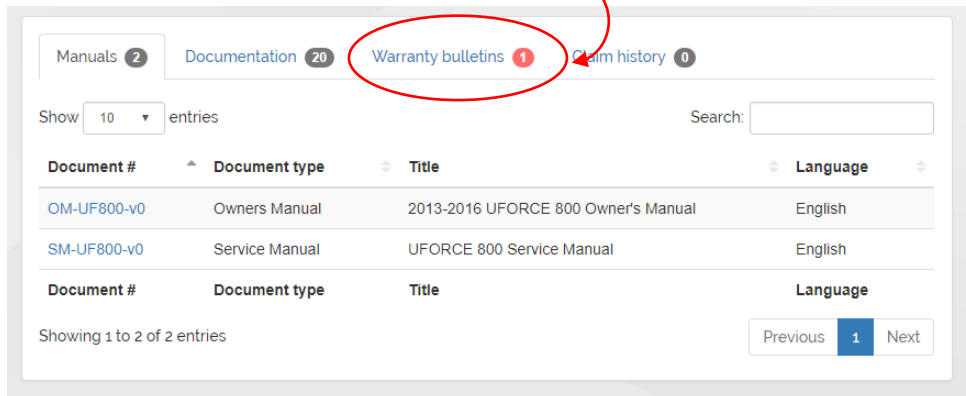 Manuals 2 Documentation 20 Warranty bulletins 1 Claim history 0
Show 10 entries Search:
Document # Document type Title Language
OM-UF800-v0 Owners Manual 2013-2016 UFORCE 800 Owner's Manual English
SM-UF800-v0 Service Manual UFORCE 800 Service Manual English
Document # Document type Title Language
Showing 1 to 2 of 2 entries Previous 1 Next